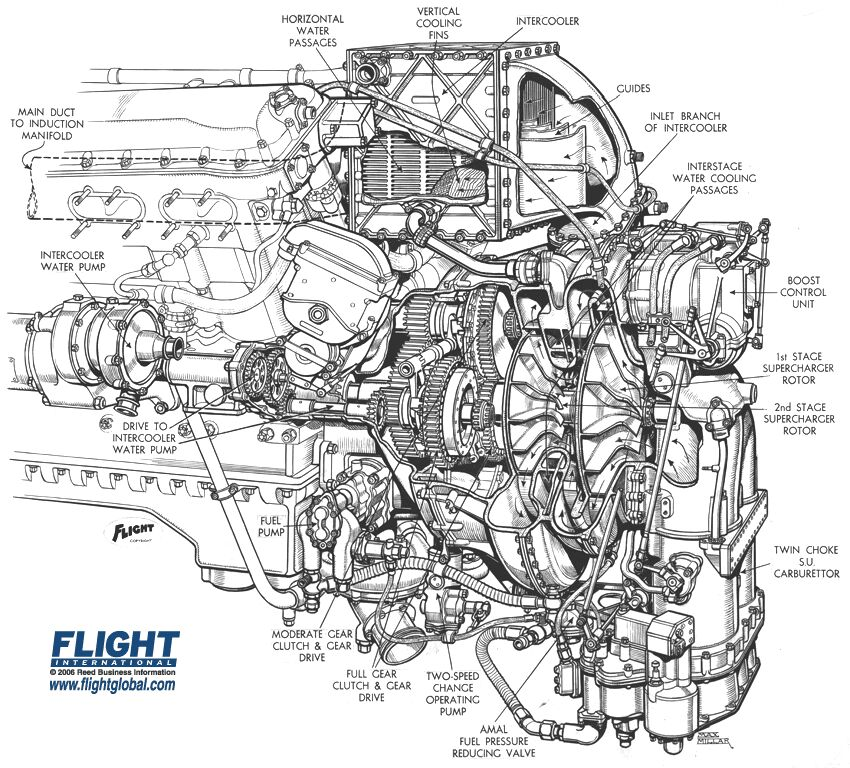 HORIZONTAL
WATER
PASSAGES
VERTICAL
COOLING
FINS
INTERCOOLER
GUIDES
INLET BRANCH
OF INTERCOOLER
INTERSTAGE
WATER COOLING
PASSAGES
MAIN DUCT
TO INDUCTION
MANIFOLD
INTERCOOLER
WATER PUMP
BOOST
CONTROL
UNIT
1st STAGE
SUPERCHARGER
ROTOR
2nd STAGE
SUPERCHARGER
ROTOR
DRIVE TO
INTERCOOLER
WATER PUMP
FUEL
PUMP
FLIGHT
COPYRIGHT
TWIN CHOKE
S.U.
CARBURETTOR
MODERATE GEAR
CLUTCH & GEAR
DRIVE
FULL GEAR
CLUTCH & GEAR
DRIVE
TWO-SPEED
CHANGE
OPERATING
PUMP
AMAL
FUEL PRESSURE
REDUCING VALVE
MAX
MILLAR
FLIGHT
INTERNATIONAL
© 2006 Reed Business Information
www.flightglobal.com